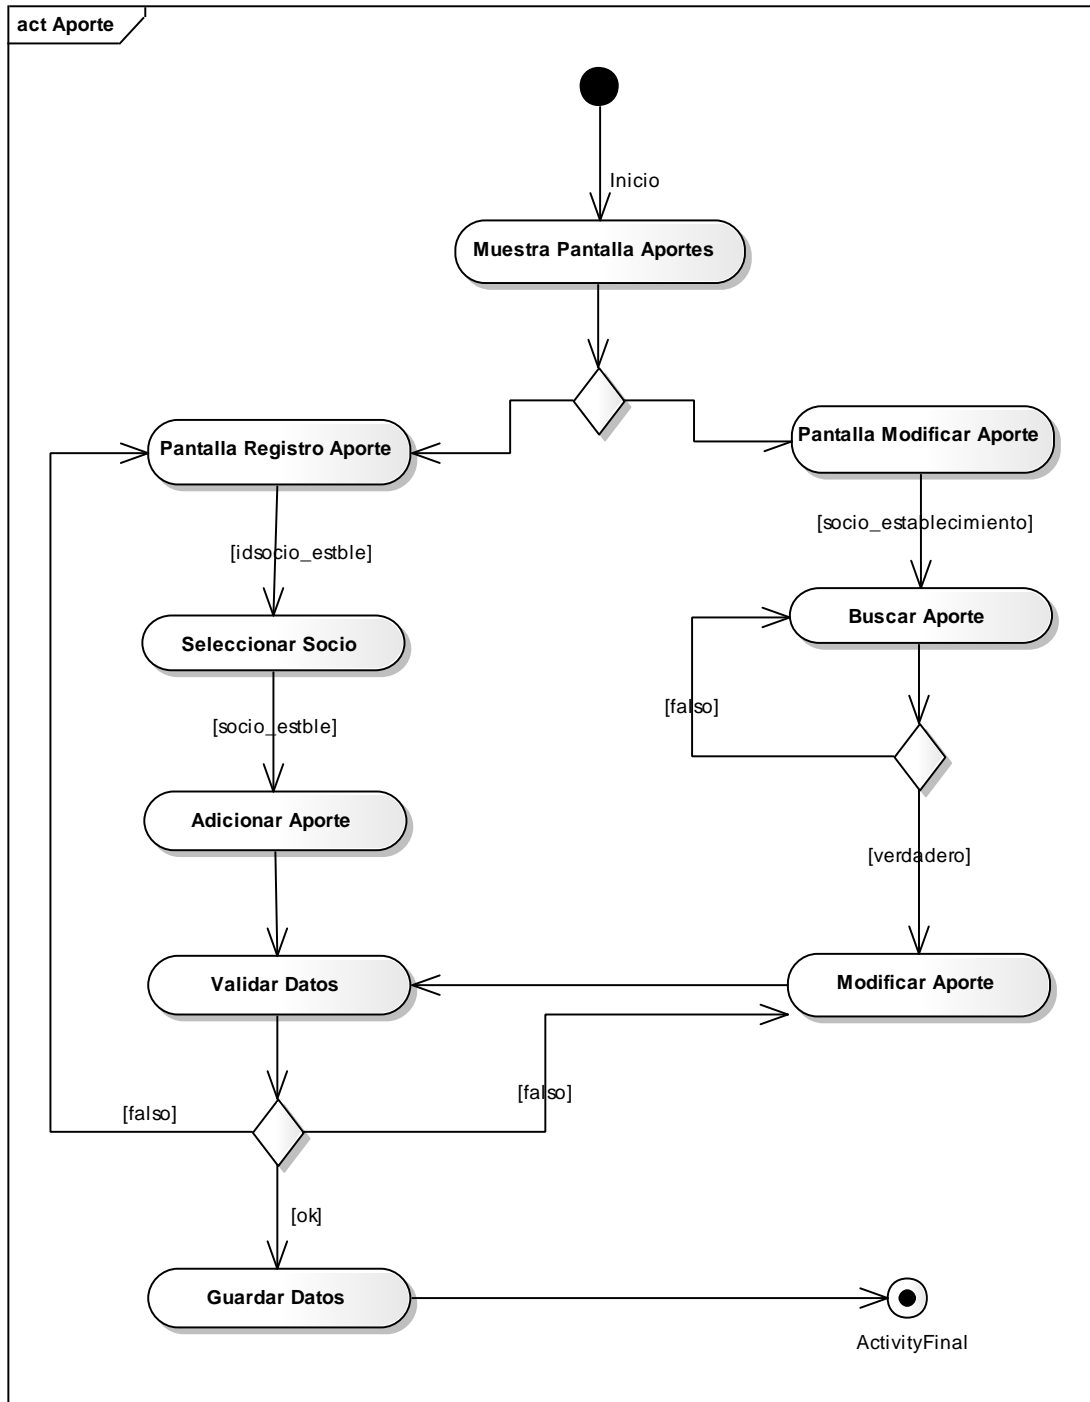 act Aporte
Inicio
Muestra Pantalla Aportes
Pantalla Registro Aporte
Pantalla Modificar Aporte
[idsocio_estble]
[socio_establecimiento]
Seleccionar Socio
Buscar Aporte
[socio_estble]
[falso]
Adicionar Aporte
[verdadero]
Validar Datos
Modificar Aporte
[falso]
[falso]
[ok]
Guardar Datos
ActivityFinal